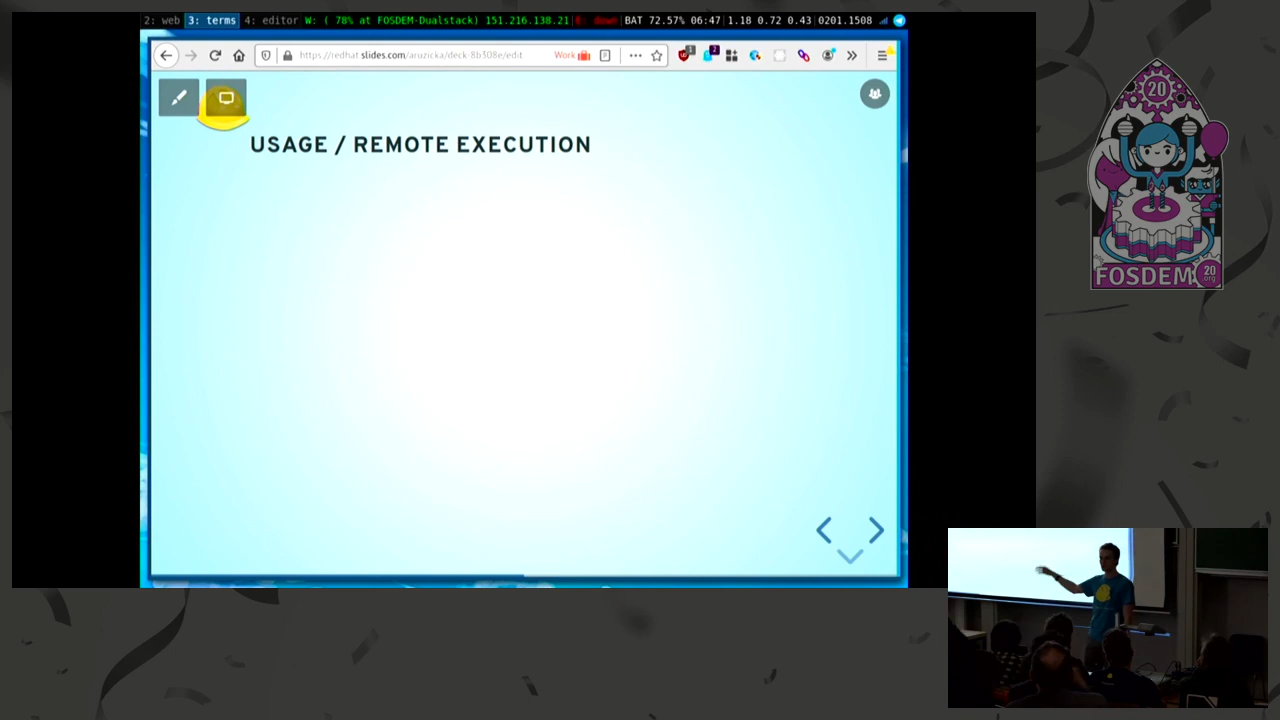 2: web 3: terms 4: editor W: ( 78% at FOSDEM-Dualstack) 151.216.138.21 E: down BAT 72.57% 06:47 1.18 0.72 0.43 0201.1508
https://redhat.slides.com/aruzicka/deck-8b308e/edit Work
USAGE / REMOTE EXECUTION
20
FOSDEM 20
.org